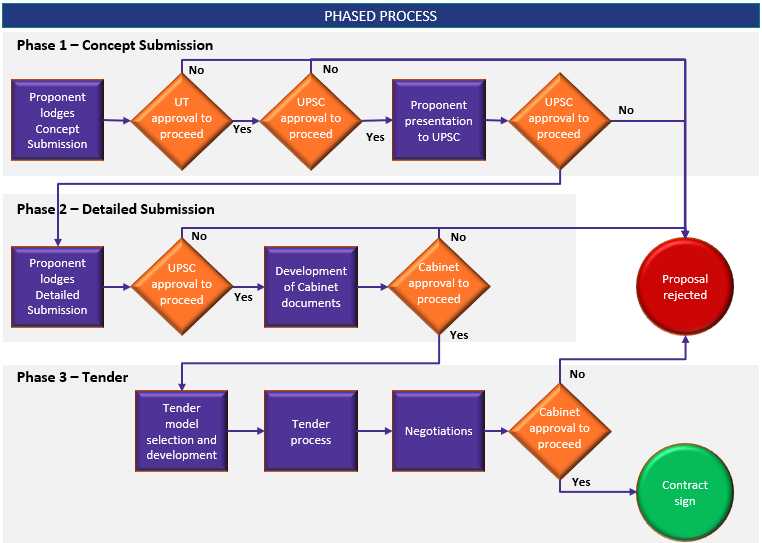 PHASED PROCESS
Phase 1 – Concept Submission
No
No
Proponent
lodges
Concept
Submission
UT
approval to
proceed
Yes
UPSC
approval to
proceed
Yes
Proponent
presentation
to UPSC
UPSC
approval to
proceed
No
Phase 2 – Detailed Submission
No
No
Proponent
lodges
Detailed
Submission
UPSC
approval to
proceed
Yes
Development
of Cabinet
documents
Cabinet
approval to
proceed
Yes
Proposal
rejected
Phase 3 – Tender
No
Tender
model
selection and
development
Tender
process
Negotiations
Cabinet
approval to
proceed
Yes
Contract
sign